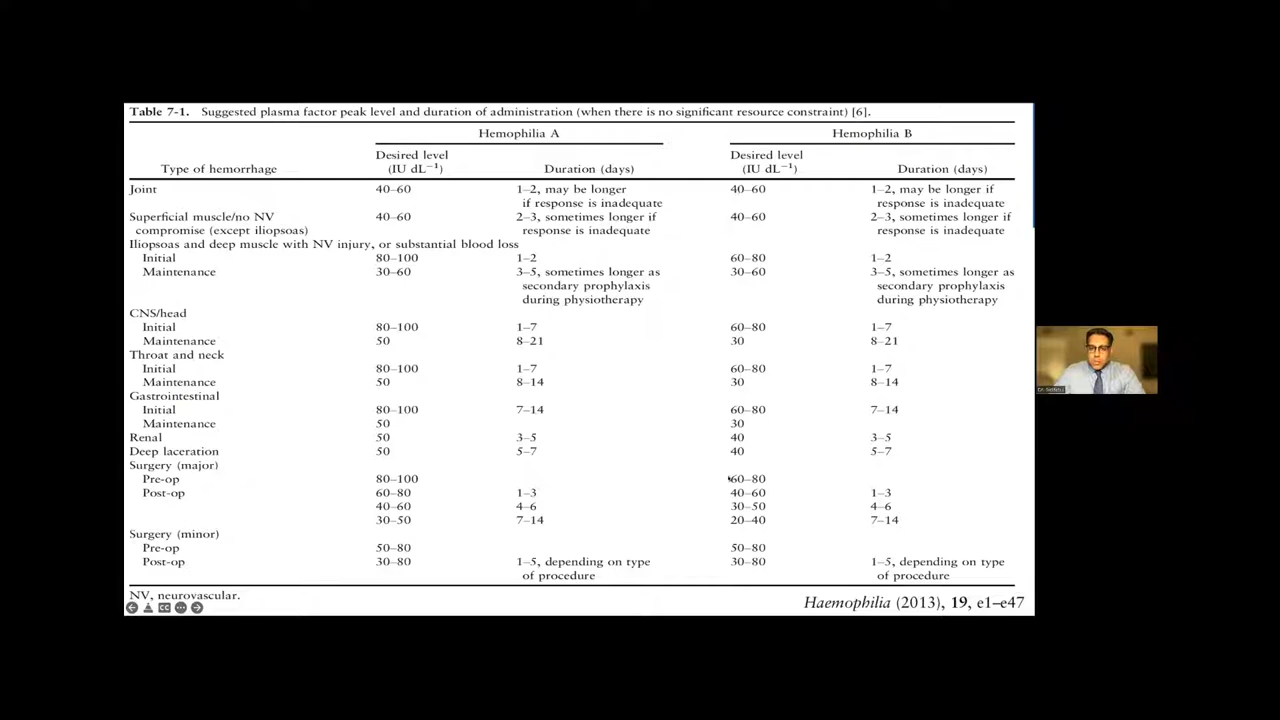 Table 7-1. Suggested plasma factor peak level and duration of administration (when there is no significant resource constraint) [6].
Hemophilia A Hemophilia B
Type of hemorrhage Desired level (IU dL⁻¹) Duration (days) Desired level (IU dL⁻¹) Duration (days)
Joint 40–60 1–2, may be longer 40–60 1–2, may be longer if
if response is inadequate response is inadequate
Superficial muscle/no NV 40–60 2–3, sometimes longer if 40–60 2–3, sometimes longer if
compromise (except iliopsoas) response is inadequate response is inadequate
Iliopsoas and deep muscle with NV injury, or substantial blood loss
Initial 80–100 1–2 60–80 1–2
Maintenance 30–60 3–5, sometimes longer as 30–60 3–5, sometimes longer as
secondary prophylaxis secondary prophylaxis
during physiotherapy during physiotherapy
CNS/head
Initial 80–100 1–7 60–80 1–7
Maintenance 50 8–21 30 8–21
Throat and neck
Initial 80–100 1–7 60–80 1–7
Maintenance 50 8–14 30 8–14
Gastrointestinal
Initial 80–100 7–14 60–80 7–14
Maintenance 50 30
Renal 50 3–5 40 3–5
Deep laceration 50 5–7 40 5–7
Surgery (major)
Pre-op 80–100 60–80
Post-op 60–80 1–3 40–60 1–3
40–60 4–6 30–50 4–6
30–50 7–14 20–40 7–14
Surgery (minor)
Pre-op 50–80 50–80
Post-op 30–80 1–5, depending on type 30–80 1–5, depending on type
of procedure of procedure
NV, neurovascular.
CC
Haemophilia (2013), 19, e1–e47